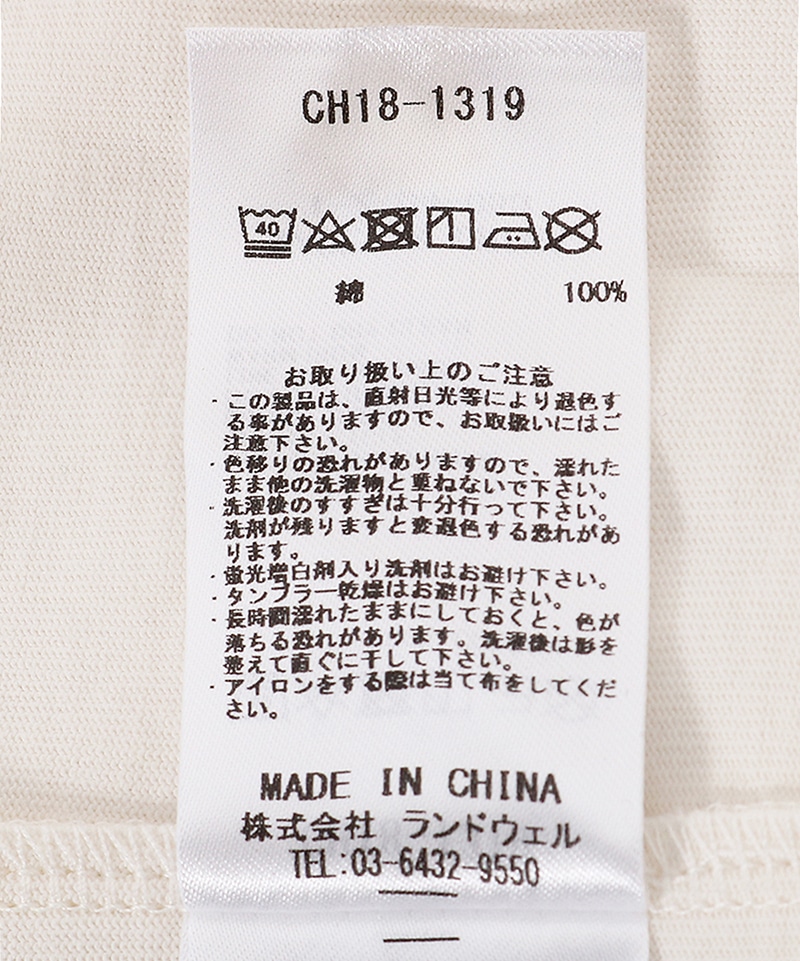 CH18-1319
40
綿 100%
お取り扱い上のご注意
・この製品は、直射日光等により退色す
る事がありますので、お取扱いにはご
注意下さい。
・色移りの恐れがありますので、濡れた
まま他の洗濯物と重ねないで下さい。
・洗濯後のすすぎは十分行って下さい。
洗剤が残りますと変退色する恐れがあ
ります。
・蛍光増白剤入り洗剤はお避け下さい。
・タンブラー乾燥はお避け下さい。
・長時間濡れたままにしておくと、色が
落ちる恐れがあります。洗濯後は形を
整えて直ぐに干して下さい。
・アイロンをする際は当て布をしてくだ
さい。
MADE IN CHINA
株式会社 ランドウェル
TEL:03-6432-9550